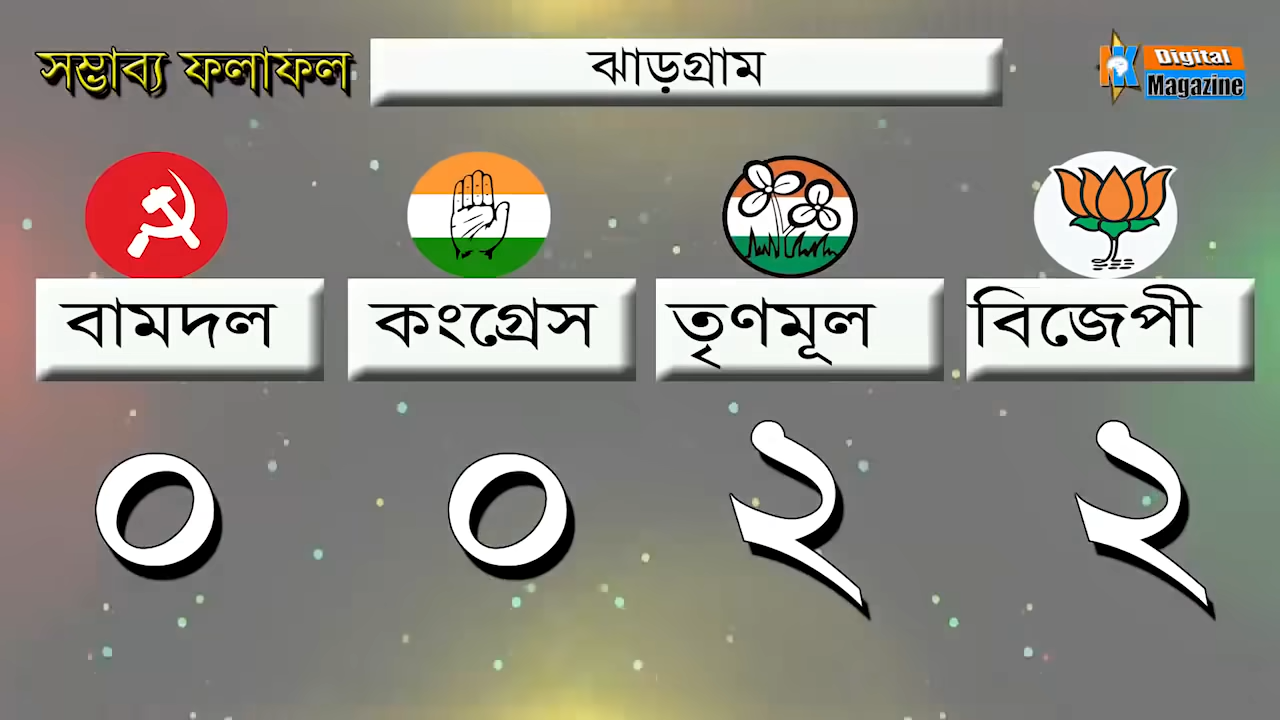 সম্ভাব্য ফলাফল
ঝাড়গ্রাম
K Digital
Magazine
বামদল
কংগ্রেস
তৃণমূল
বিজেপী
০
০
২
২